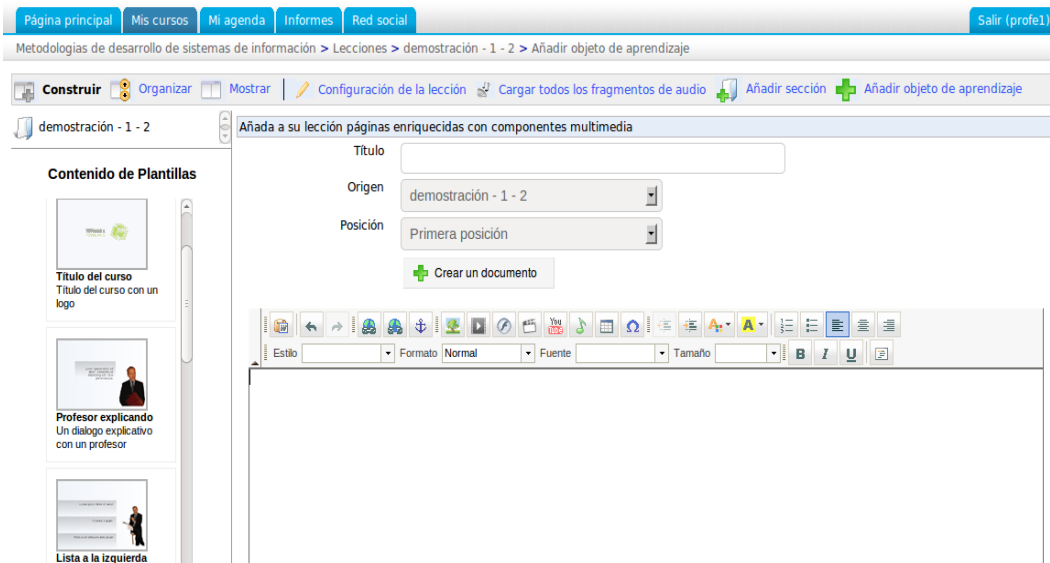 Página principal Mis cursos Mi agenda Informes Red social Salir (profe1)
Metodologias de desarrollo de sistemas de información > Lecciones > demostración - 1 - 2 > Añadir objeto de aprendizaje
Construir Organizar Mostrar Configuración de la lección Cargar todos los fragmentos de audio Añadir sección Añadir objeto de aprendizaje
demostración - 1 - 2
Contenido de Plantillas
Título del curso
Título del curso con un
logo
Profesor explicando
Un dialogo explicativo
con un profesor
Lista a la izquierda
Añada a su lección páginas enriquecidas con componentes multimedia
Título
Origen demostración - 1 - 2
Posición Primera posición
Crear un documento
You Tube A A
Estilo Formato Normal Fuente Tamaño B I U